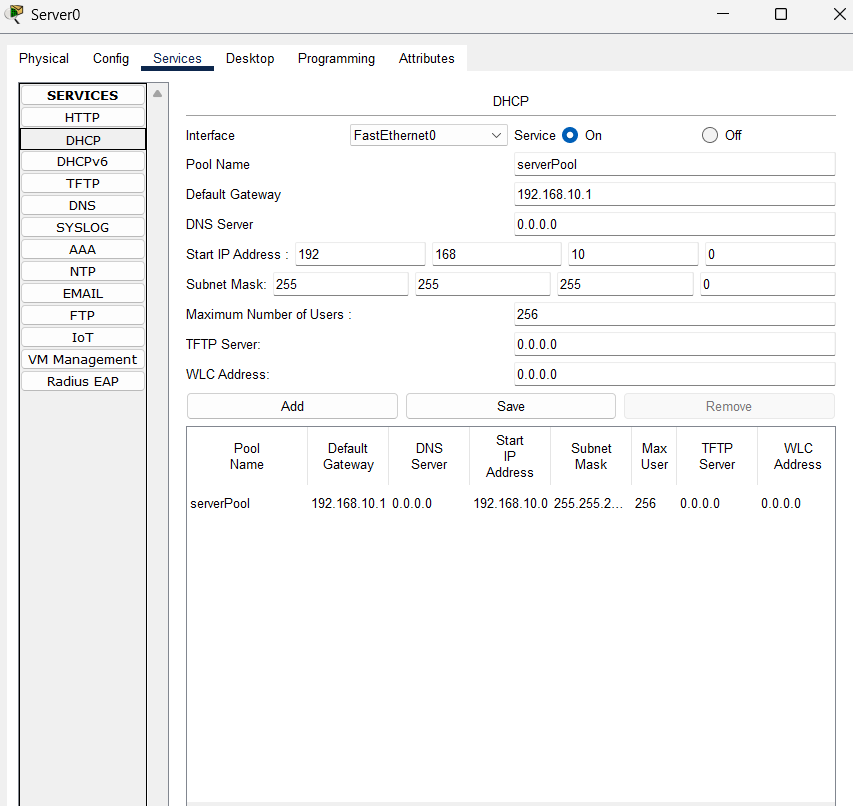 Server0
Physical Config Services Desktop Programming Attributes
SERVICES
HTTP
DHCP
DHCPv6
TFTP
DNS
SYSLOG
AAA
NTP
EMAIL
FTP
IoT
VM Management
Radius EAP
DHCP
Interface FastEthernet0 Service On Off
Pool Name serverPool
Default Gateway 192.168.10.1
DNS Server 0.0.0.0
Start IP Address : 192 168 10 0
Subnet Mask: 255 255 255 0
Maximum Number of Users : 256
TFTP Server: 0.0.0.0
WLC Address: 0.0.0.0
Add Save Remove
Pool Name Default Gateway DNS Server Start IP Address Subnet Mask Max User TFTP Server WLC Address
serverPool 192.168.10.1 0.0.0.0 192.168.10.0 255.255.2... 256 0.0.0.0 0.0.0.0